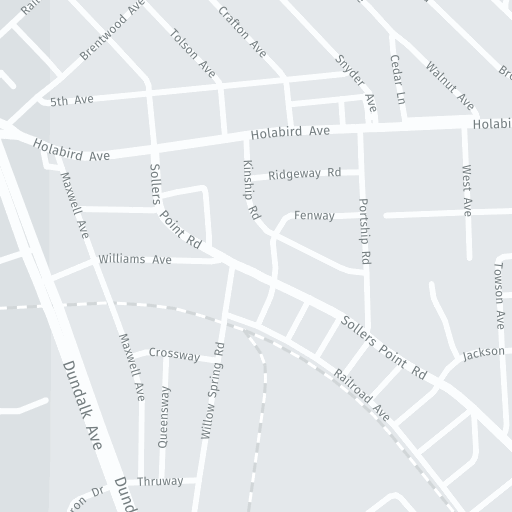 Brentwood Ave
Crafton Ave
Tolson Ave
Snyder Ave
Cedar Ln
Walnut Ave
5th Ave
Holabird Ave
Holabird Ave
Ridgeway Rd
Kinship Rd
Maxwell Ave
Sollers Point Rd
West Ave
Fenway
Portship Rd
Williams Ave
Towson Ave
Sollers Point Rd
Maxwell Ave
Crossway
Jackson
Willow Spring Rd
Dundalk Ave
Queensway
Railroad Ave
Thruway